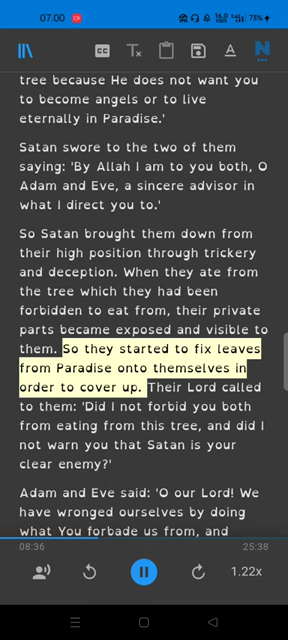 07.00
16.0
73%
CC
A
N
tree because He does not want you
to become angels or to live
eternally in Paradise.'
Satan swore to the two of them
saying: 'By Allah I am to you both, O
Adam and Eve, a sincere advisor in
what I direct you to.'
So Satan brought them down from
their high position through trickery
and deception. When they ate from
the tree which they had been
forbidden to eat from, their private
parts became exposed and visible to
them. So they started to fix leaves
from Paradise onto themselves in
order to cover up. Their Lord called
to them: 'Did I not forbid you both
from eating from this tree, and did I
not warn you that Satan is your
clear enemy?'
Adam and Eve said: 'O our Lord! We
have wronged ourselves by doing
what You forbade us from, and
08:36
25:38
1.22x